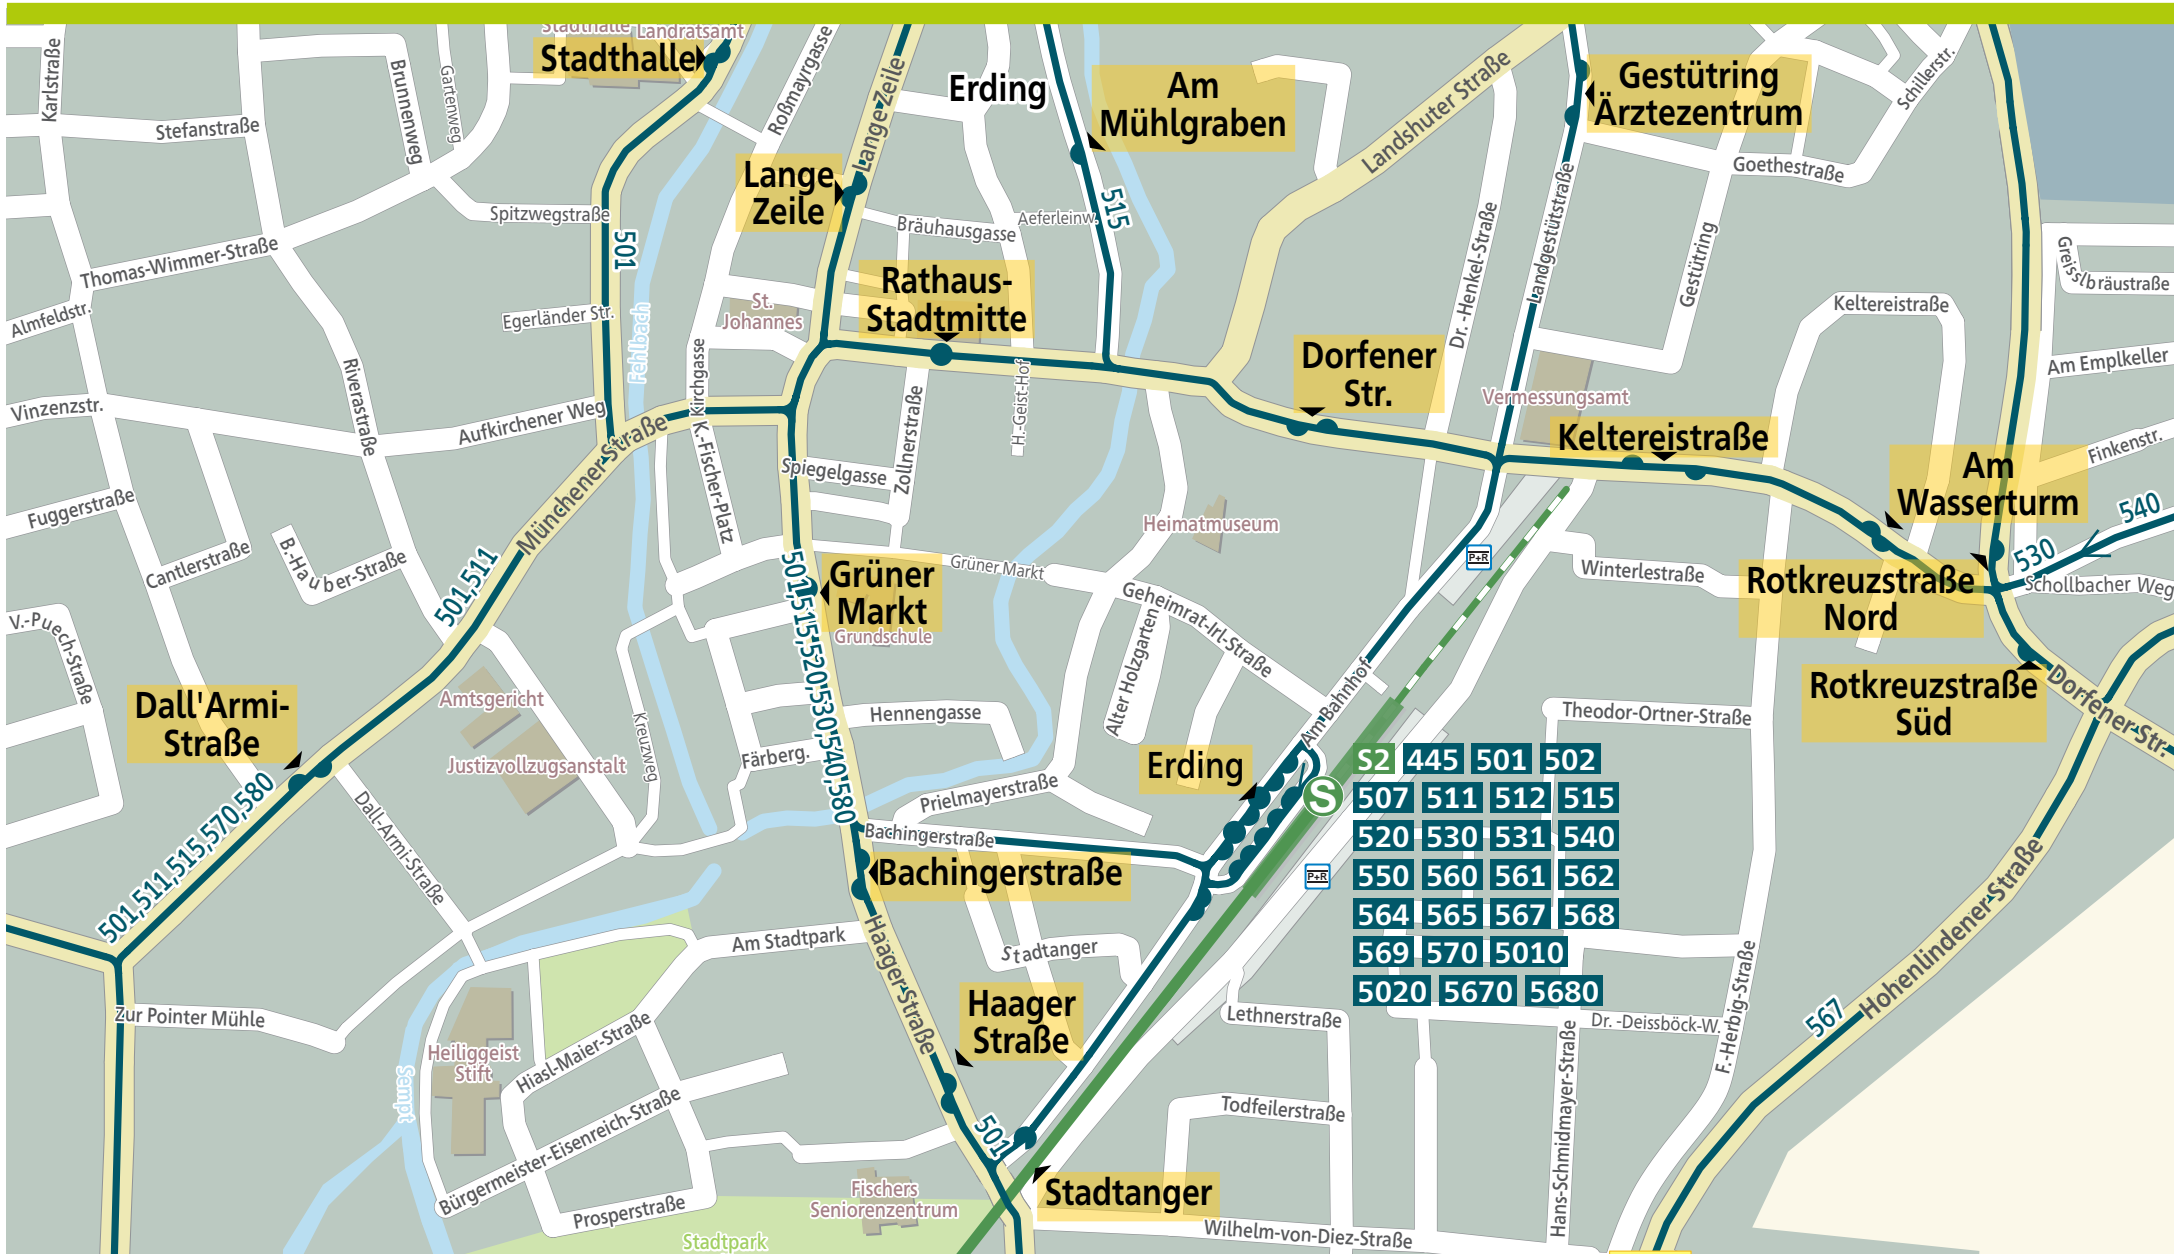 Stadthalle Landratsamt
Stadthalle
Karlstraße
Brunnenweg
Gartenweg
Stefanstraße
Roßmayrgasse
Lange Zeile
Erding
Am
Mühlgraben
Landshuter Straße
Gestütring
Ärztezentrum
Schillerstr.
Goethestraße
Lange
Zeile
Spitzwegstraße
501
Bräuhausgasse
Aeferleinw.
515
Dr.-Henkel-Straße
Landgestütstraße
Gestütring
Greisslbräustraße
Thomas-Wimmer-Straße
Almfeldstr.
Egerländer Str.
Fehlbach
St.
Johannes
Rathaus-
Stadtmitte
Keltereistraße
Am Emplkeller
Riverastraße
Kirchgasse
H.-Geist-Hof
Dorfener
Str.
Vermessungsamt
Vinzenzstr.
Aufkirchener Weg
Münchener Straße
K.-Fischer-Platz
Zollnerstraße
Spiegelgasse
Keltereistraße
Am
Wasserturm
Finkenstr.
Fuggerstraße
Cantlerstraße
B.-Hauber-Straße
501,511
Heimatmuseum
P+R
540
530
Schollbacher Weg
Grüner
Markt
Grüner Markt
Grundschule
Geheimrat-Irl-Straße
Winterlestraße
Rotkreuzstraße
Nord
V.-Puech-Straße
501,515,520,530,540,580
Alter Holzgarten
Am Bahnhof
Rotkreuzstraße
Süd
Dorfener-Str.
Dall'Armi-
Straße
Amtsgericht
Justizvollzugsanstalt
Kreuzweg
Färberg.
Hennengasse
Theodor-Ortner-Straße
Erding
S
S2 445 501 502
507 511 512 515
520 530 531 540
550 560 561 562
564 565 567 568
569 570 5010
5020 5670 5680
P+R
Prielmayerstraße
Bachingerstraße
Bachingerstraße
501,511,515,570,580
Dall-Armi-Straße
Haager Straße
Am Stadtpark
Stadtanger
Hohenlindener-Straße
567
F.-Herbig-Straße
Zur Pointer Mühle
Haager
Straße
Lethnerstraße
Dr.-Deissböck-W.
Heiliggeist
Stift
Hiasl-Maier-Straße
Sempt
Bürgermeister-Eisenreich-Straße
Todfeilerstraße
Hans-Schmidmayer-Straße
501
Fischers
Seniorenzentrum
Stadtanger
Prosperstraße
Stadtpark
Wilhelm-von-Diez-Straße